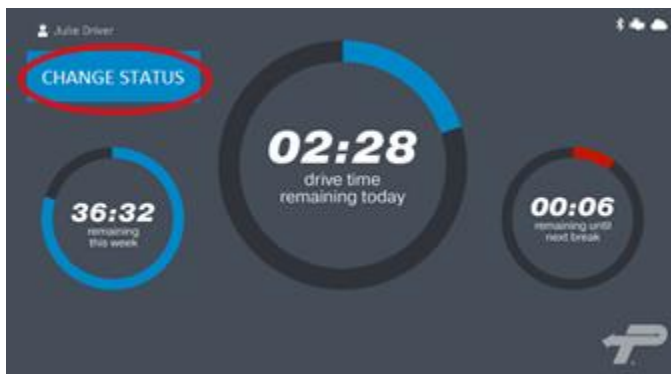 Julie Driver
CHANGE STATUS
02:28
drive time
remaining today
36:32
remaining
this week
00:06
remaining until
next break